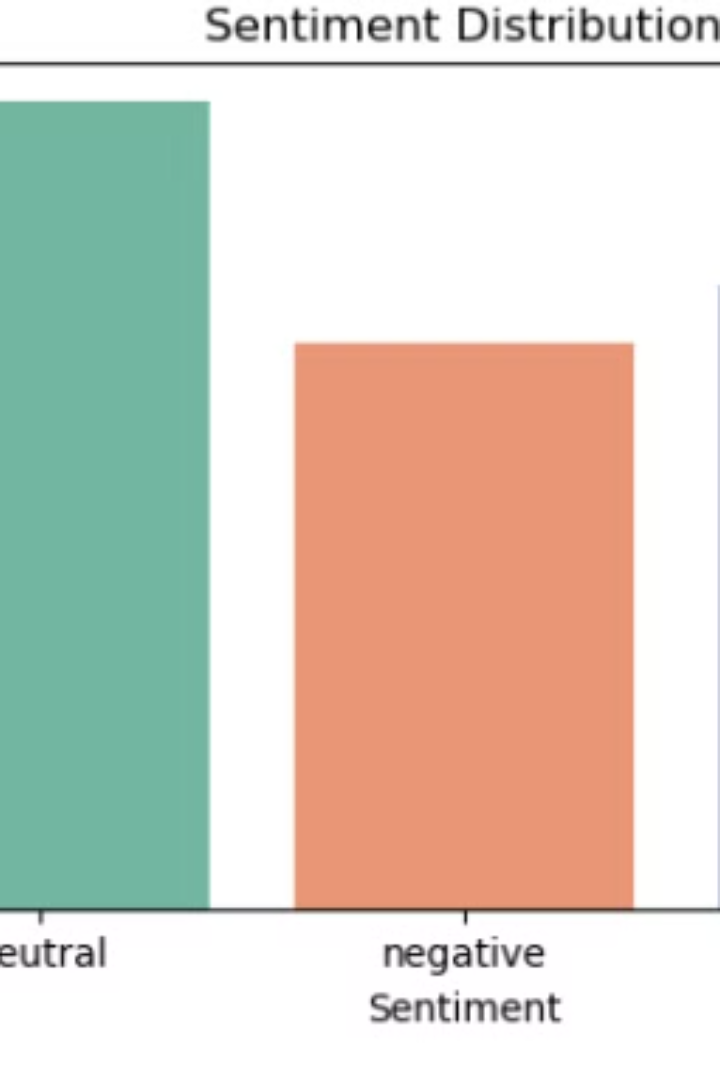 Sentiment Distribution
eutral
negative
Sentiment